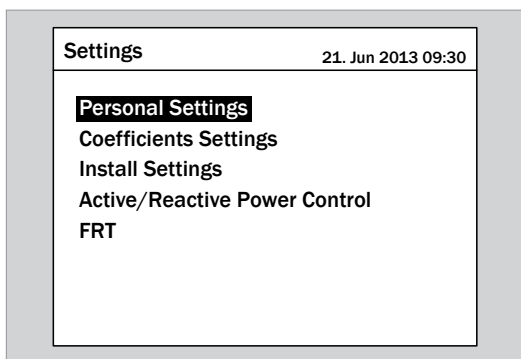 Settings
21. Jun 2013 09:30
Personal Settings
Coefficients Settings
Install Settings
Active/Reactive Power Control
FRT